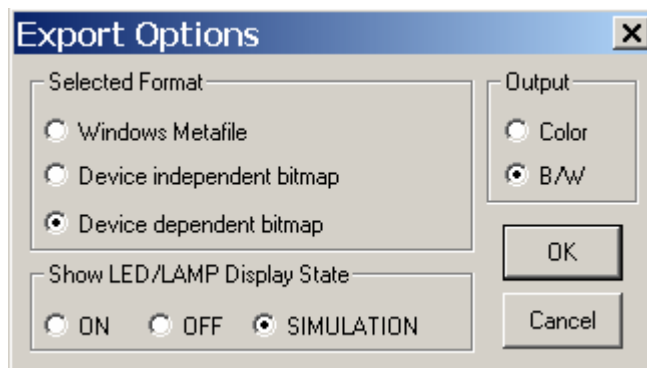 Export Options
Selected Format
Windows Metafile
Device independent bitmap
Device dependent bitmap
Output
Color
B/W
Show LED/LAMP Display State
ON OFF SIMULATION
OK
Cancel